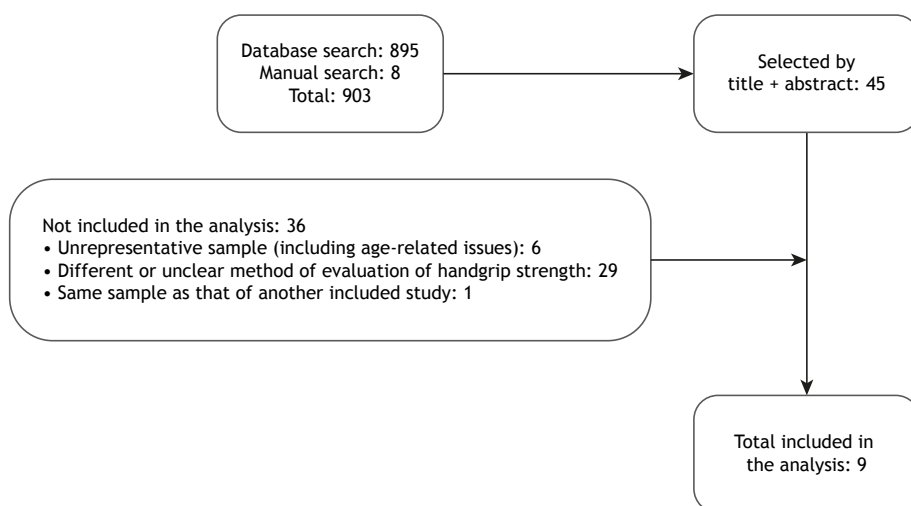 Database search: 895
Manual search: 8
Total: 903
Selected by
title + abstract: 45
Not included in the analysis: 36
• Unrepresentative sample (including age-related issues): 6
• Different or unclear method of evaluation of handgrip strength: 29
• Same sample as that of another included study: 1
Total included in
the analysis: 9